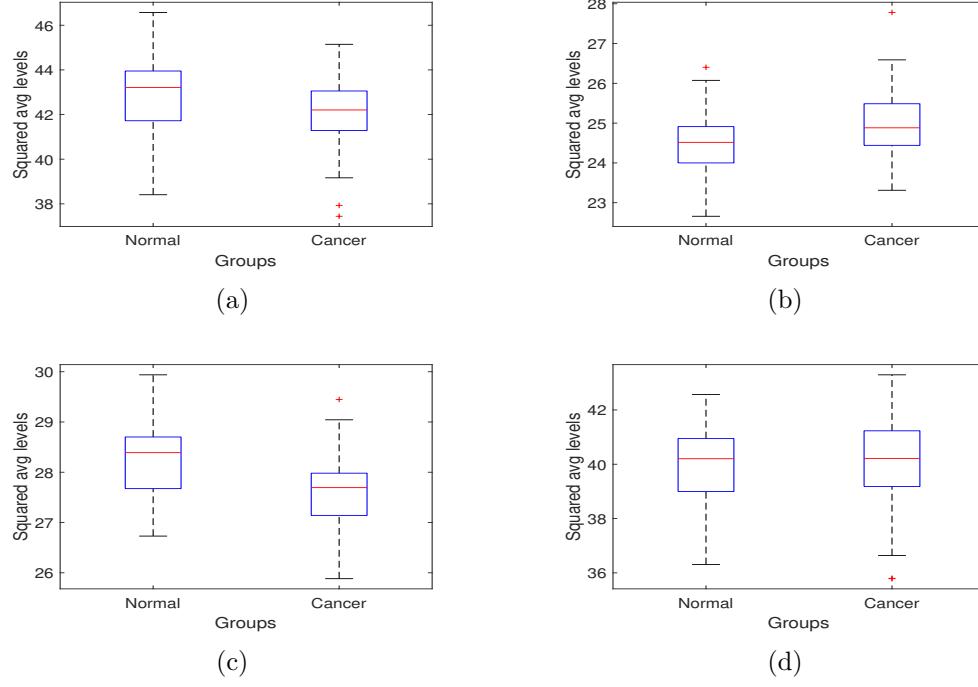 Squared avg levels
46
44
42
40
38
Normal
Cancer
Groups
(a)
Squared avg levels
28
27
26
25
24
23
Normal
Cancer
Groups
(b)
Squared avg levels
30
29
28
27
26
Normal
Cancer
Groups
(c)
Squared avg levels
42
40
38
36
Normal
Cancer
Groups
(d)